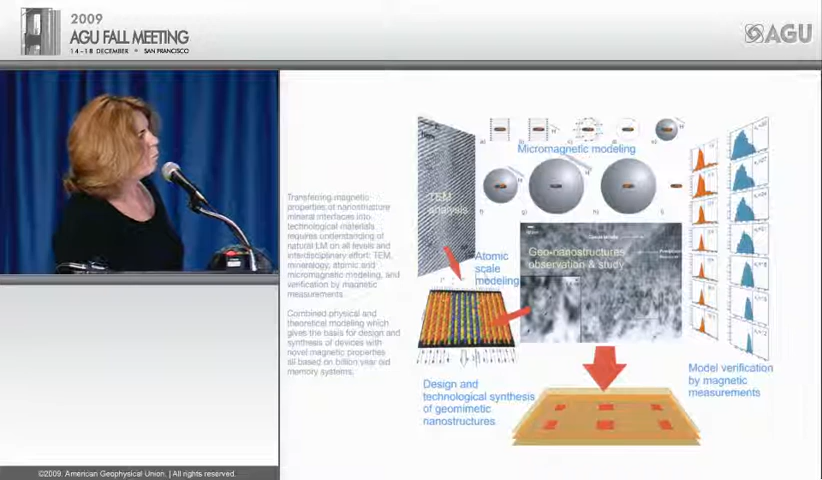 2009
AGU FALL MEETING
14-18 DECEMBER • SAN FRANCISCO
AGU
Transferring magnetic
properties of nanostructure
mineral interfaces into
technological materials
requires understanding of
natural LM on all levels and
interdisciplinary effort: TEM,
mineralogy, atomic and
micromagnetic modeling, and
verification by magnetic
measurements.
Combined physical and
theoretical modeling which
gives the basis for design and
synthesis of devices with
novel magnetic properties
all based on billion year old
memory systems.
TEM
analysis
Micromagnetic modeling
Atomic
scale
modeling
Geo-nanostructures
observation & study
Design and
technological synthesis
of geomimetic
nanostructures
Model verification
by magnetic
measurements
©2009. American Geophysical Union. | All rights reserved.